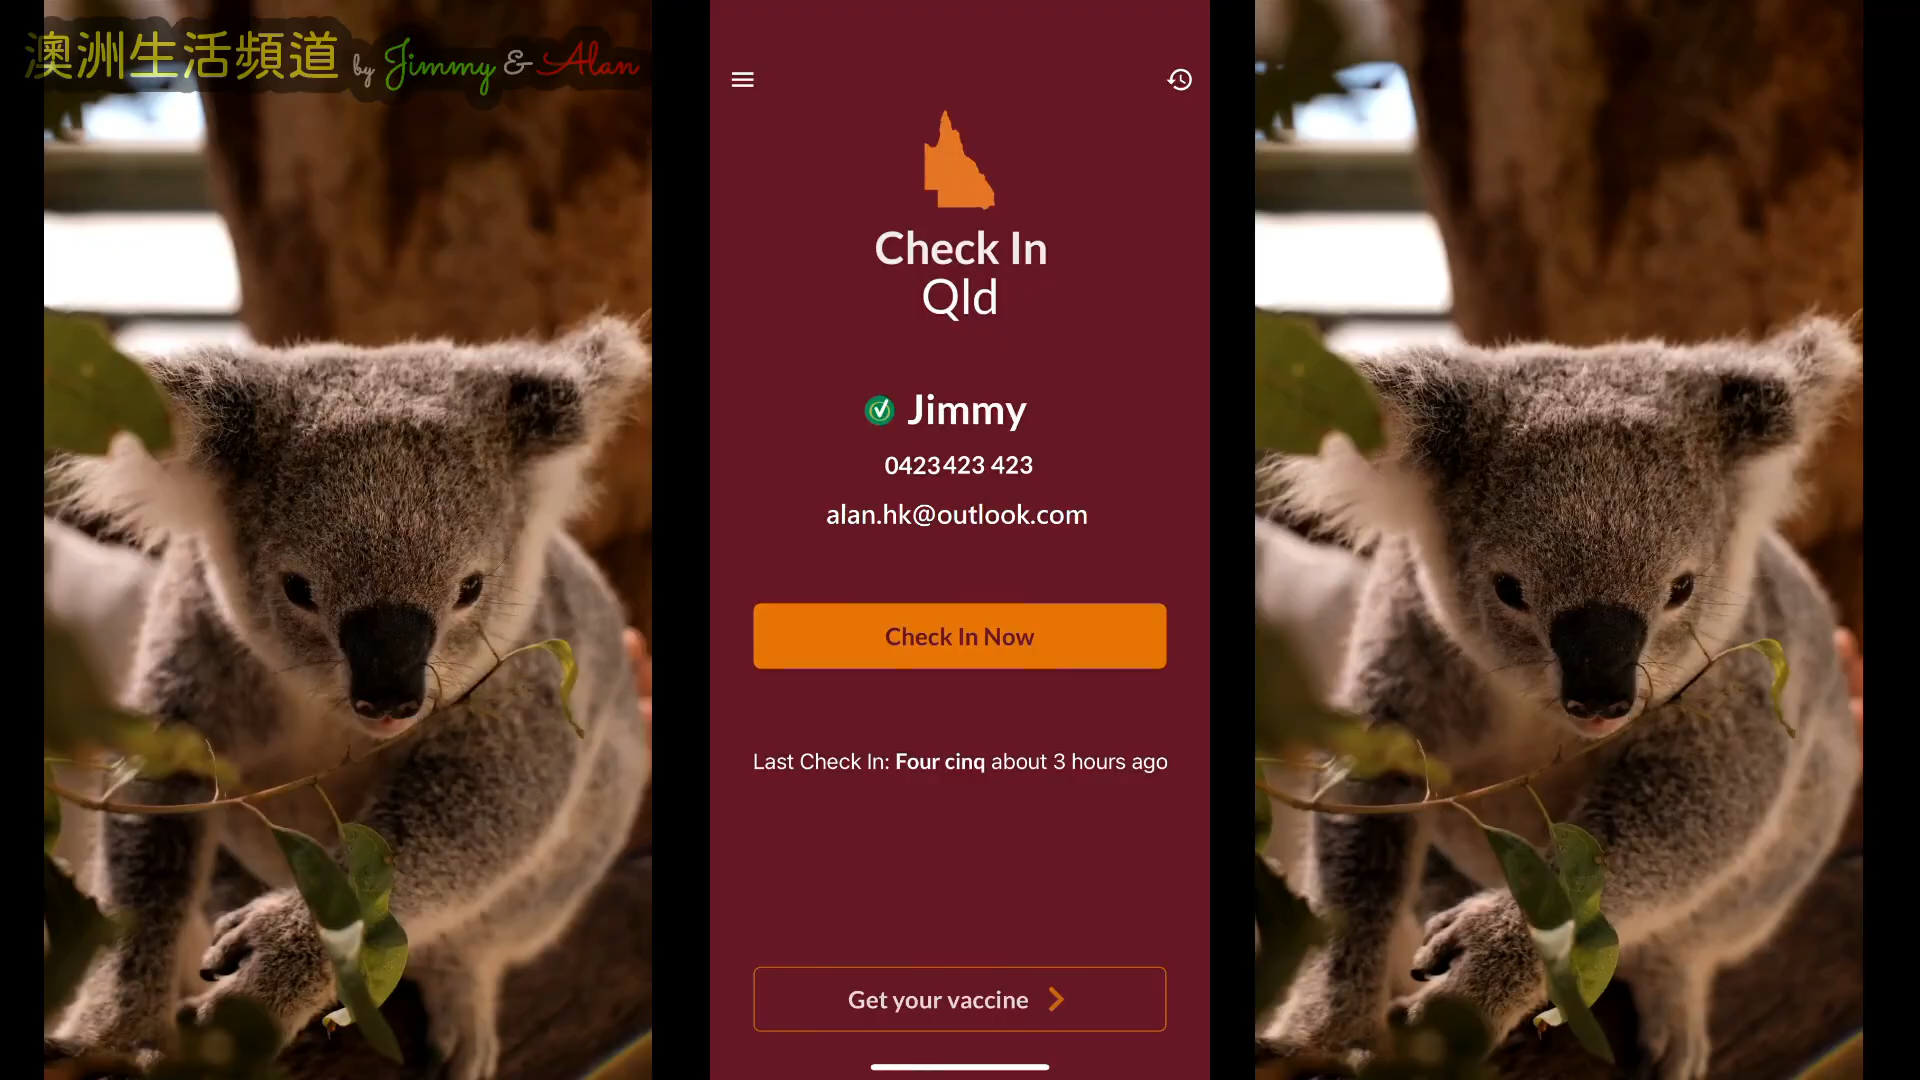 澳洲生活頻道 by Jimmy & Alan
Check In
Qld
Jimmy
0423423 423
alan.hk@outlook.com
Check In Now
Last Check In: Four cinq about 3 hours ago
Get your vaccine